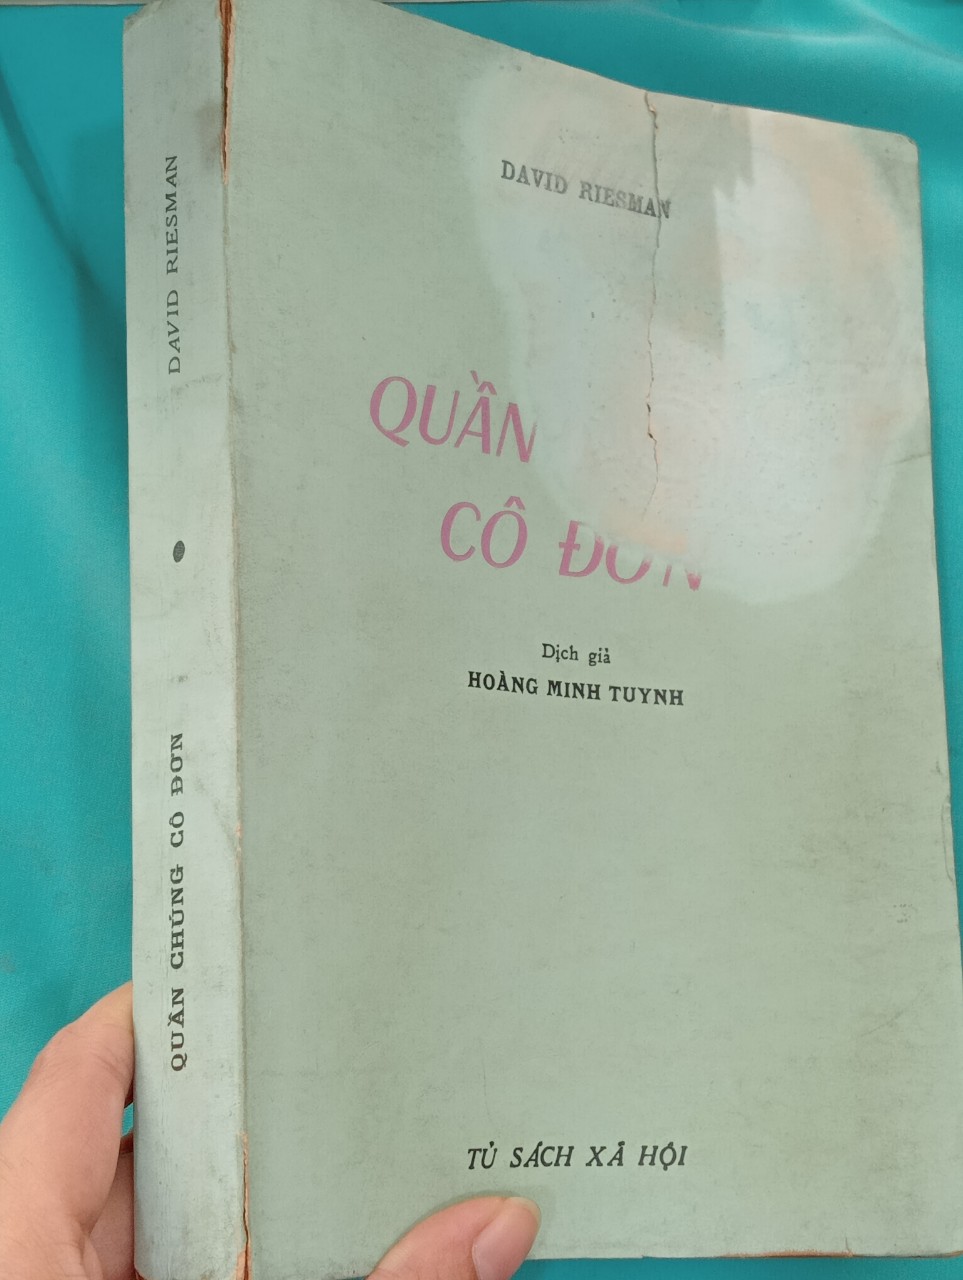 DAVID RIESMAN
QUẦN CHÚNG CÔ ĐƠN
DAVID RIESMAN
QUẦN
CÔ ĐƠN
Dịch giả
HOÀNG MINH TUYNH
TỦ SÁCH XÃ HỘI